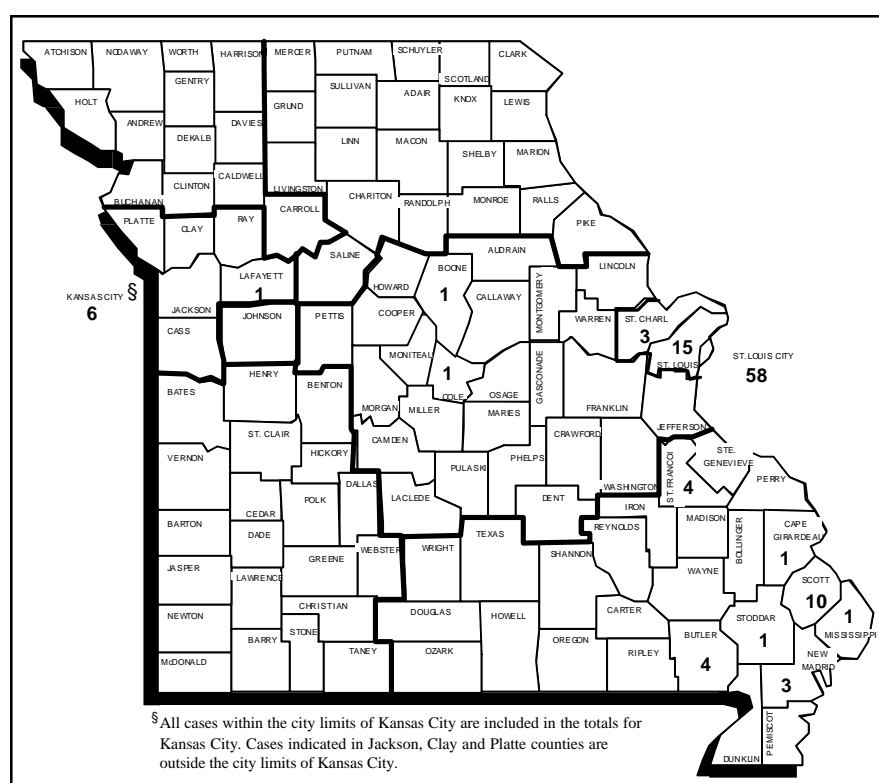 ATCHISON NODAWAY WORTH HARRISON MERCER PUTNAM SCHUYLER SCOTLAND CLARK
HOLT GENTRY GRUND SULLIVAN ADAIR KNOX LEWIS
ANDREW DEKALB DAVIES LINN MACON SHELBY MARION
BUCHANAN CLINTON CALDWELL LIVINGSTON CHARITON RANDOLPH MONROE RALLS
PLATTE CLAY RAY CARROLL PIKE
SALINE AUDRAIN
LAFAYETT HOWARD BOONE LINCOLN
KANSAS CITY §
6
1
1
CALLAWAY MONTGOMERY
JACKSON JOHNSON PETTIS COOPER WARREN ST. CHARL
3
15
ST. LOUIS
ST. LOUIS CITY
58
CASS MONITEAU
1
COLE OSAGE GASCONADE
BATES HENRY BENTON MORGAN MILLER MARIES FRANKLIN JEFFERSON
ST. CLAIR CAMDEN CRAWFORD STE.
GENEVIEVE
VERNON HICKORY PULASKI PHELPS WASHINGTON ST. FRANCOI
4
PERRY
CEDAR POLK DALLAS LACLEDE DENT IRON
BARTON DADE TEXAS REYNOLDS MADISON BOLLINGER CAPE
GIRARDEAU
1
JASPER LAWRENCE GREENE WEBSTER WRIGHT SHANNON WAYNE SCOTT
10
NEWTON CHRISTIAN DOUGLAS HOWELL CARTER STODDAR
1
1
MISSISSIPPI
McDONALD BARRY STONE TANEY OZARK OREGON RIPLEY BUTLER
4
NEW
MADRID
3
DUNKLIN PEMISCOT
§All cases within the city limits of Kansas City are included in the totals for
Kansas City. Cases indicated in Jackson, Clay and Platte counties are
outside the city limits of Kansas City.